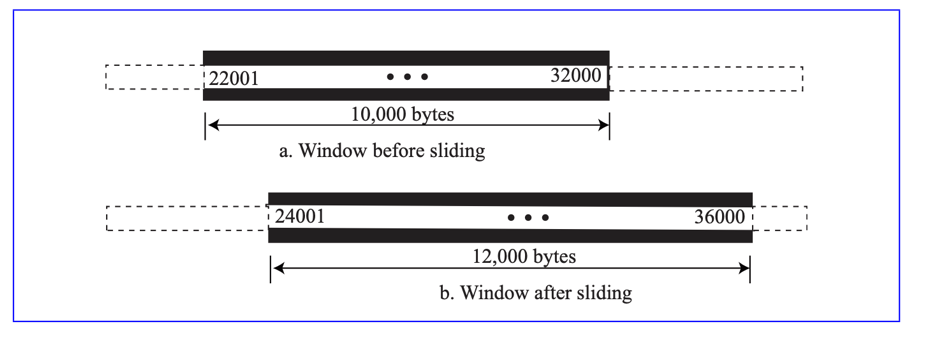 22001 • • • 32000
10,000 bytes
a. Window before sliding
24001 • • • 36000
12,000 bytes
b. Window after sliding